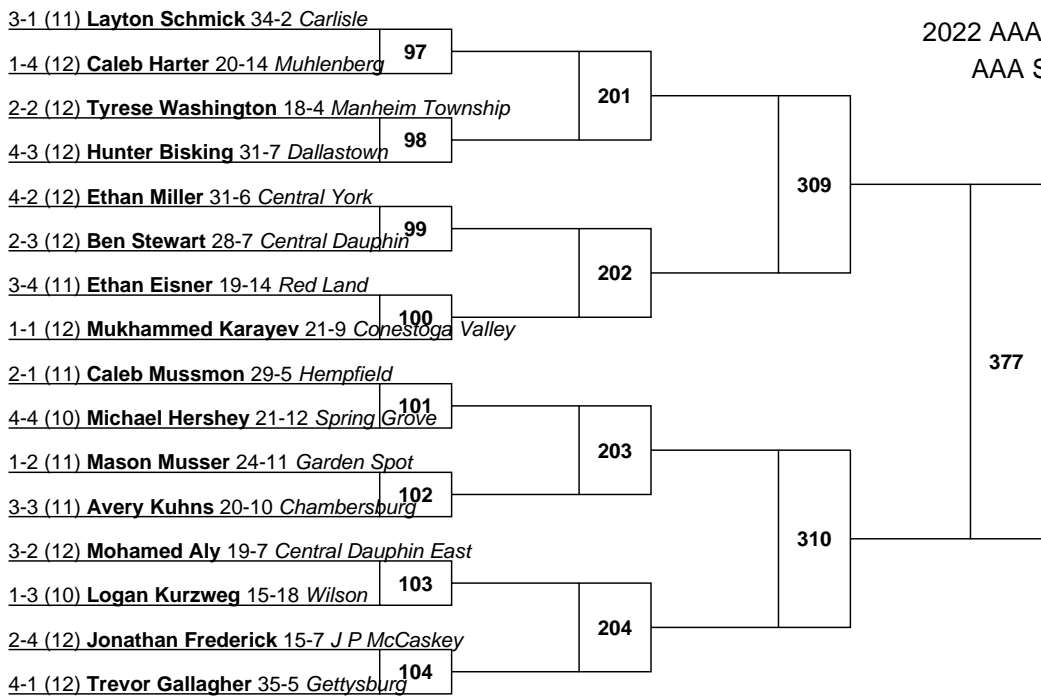 3-1 (11) Layton Schmick 34-2 Carlisle
1-4 (12) Caleb Harter 20-14 Muhlenberg
97
2-2 (12) Tyrese Washington 18-4 Manheim Township
4-3 (12) Hunter Bisking 31-7 Dallastown
98
4-2 (12) Ethan Miller 31-6 Central York
2-3 (12) Ben Stewart 28-7 Central Dauphin
99
3-4 (11) Ethan Eisner 19-14 Red Land
1-1 (12) Mukhammed Karayev 21-9 Conestoga Valley
100
2-1 (11) Caleb Mussmon 29-5 Hempfield
4-4 (10) Michael Hershey 21-12 Spring Grove
101
1-2 (11) Mason Musser 24-11 Garden Spot
3-3 (11) Avery Kuhns 20-10 Chambersburg
102
3-2 (12) Mohamed Aly 19-7 Central Dauphin East
1-3 (10) Logan Kurzweg 15-18 Wilson
103
2-4 (12) Jonathan Frederick 15-7 J P McCaskey
4-1 (12) Trevor Gallagher 35-5 Gettysburg
104
201
202
203
204
309
310
377
2022 AAA
AAA S